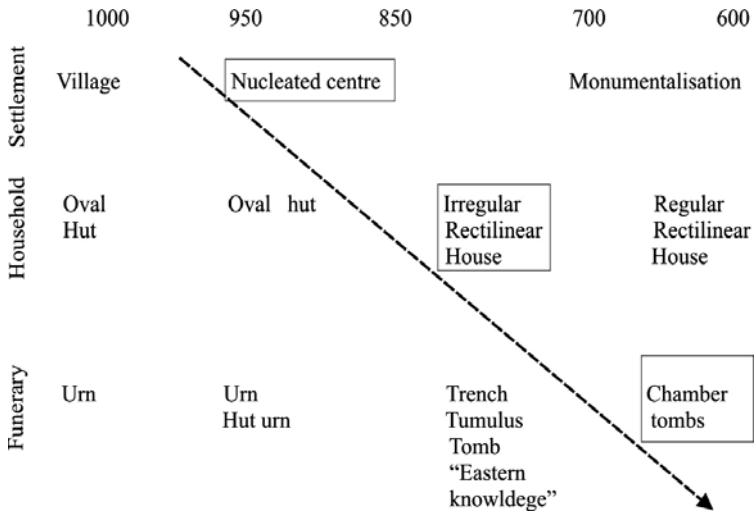 1000 950 850 700 600
Settlement
Village Nucleated centre Monumentalisation
Household
Oval Oval hut Irregular Regular
Hut Rectilinear Rectilinear
House House
Funerary
Urn Urn Trench Chamber
Hut urn Tumulus tombs
Tomb
“Eastern
knowldege”